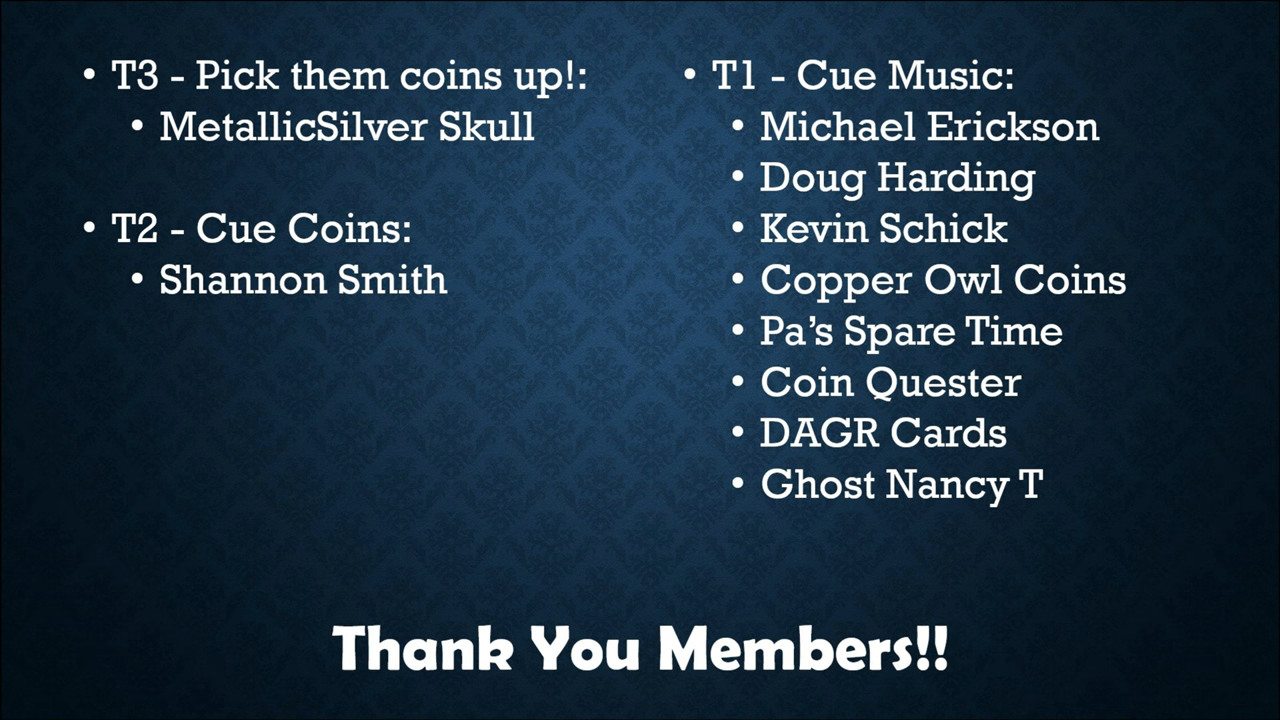 • T3 - Pick them coins up!:
• MetallicSilver Skull
• T2 - Cue Coins:
• Shannon Smith
• T1 - Cue Music:
• Michael Erickson
• Doug Harding
• Kevin Schick
• Copper Owl Coins
• Pa’s Spare Time
• Coin Quester
• DAGR Cards
• Ghost Nancy T
Thank You Members!!